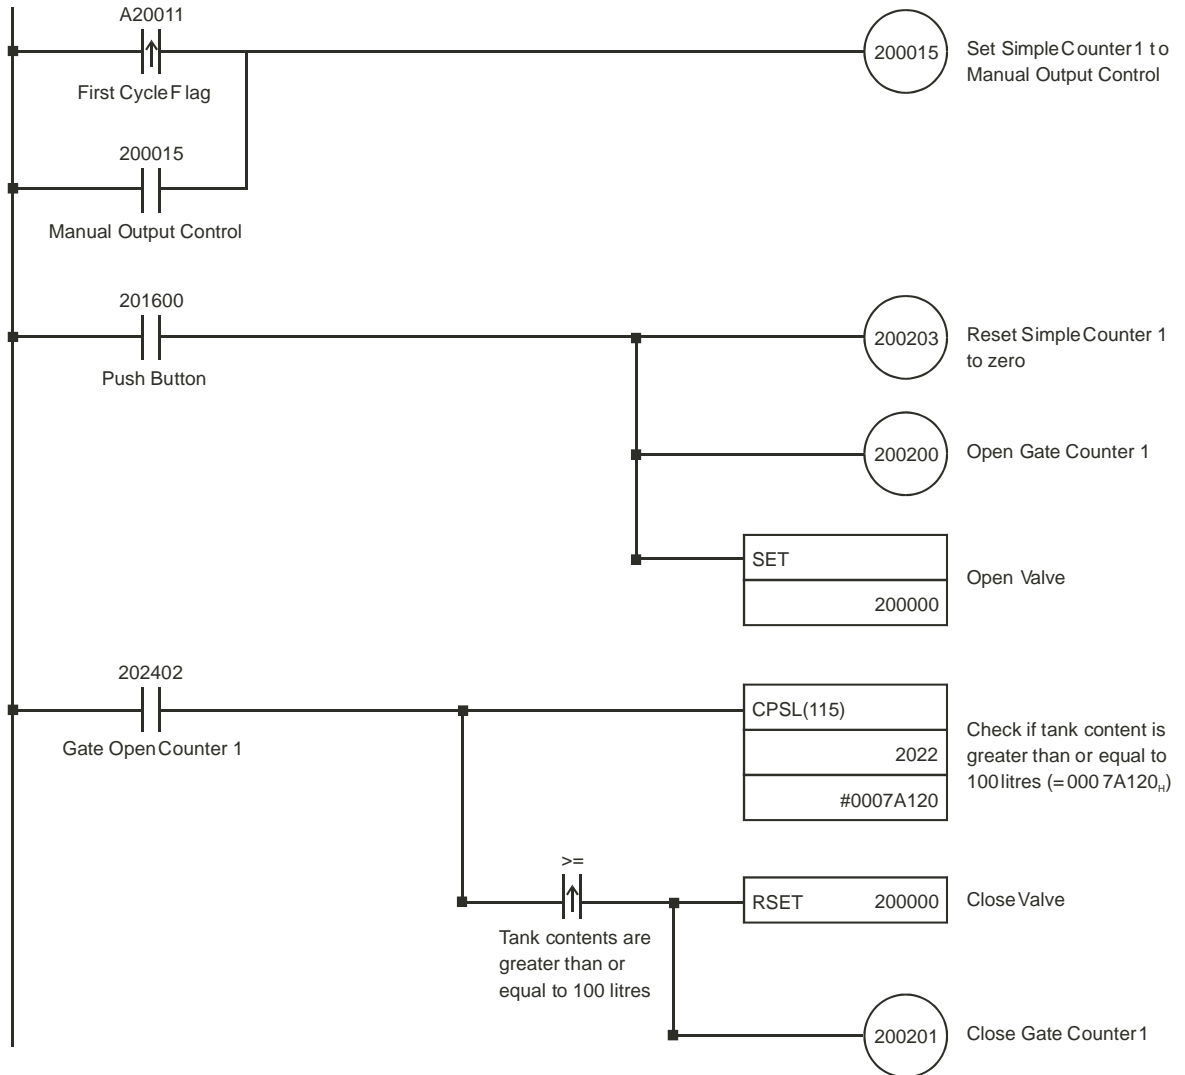 A20011
200015
Set Simple Counter 1 to
Manual Output Control
First Cycle Flag
200015
Manual Output Control
201600
200203
Reset Simple Counter 1
to zero
Push Button
200200
Open Gate Counter 1
SET
200000
Open Valve
202402
Gate Open Counter 1
CPSL(115)
2022
#0007A120
Check if tank content is
greater than or equal to
100 litres (= 000 7A120H)
>=
RSET 200000
Close Valve
Tank contents are
greater than or
equal to 100 litres
200201
Close Gate Counter 1